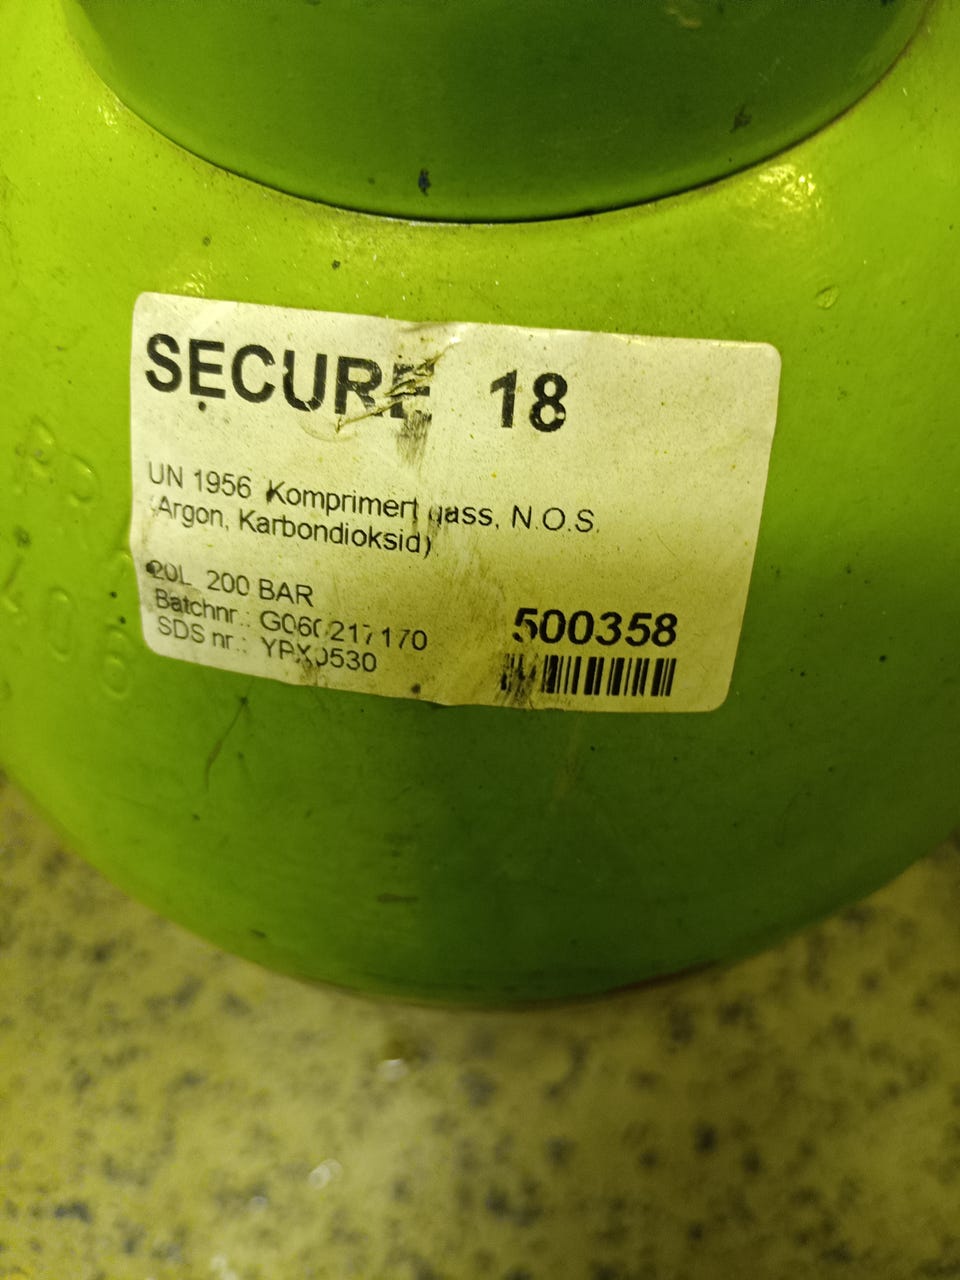 SECURE 18
UN 1956 Komprimert gass, N.O.S.
(Argon, Karbondioksid)
20L 200 BAR
Batchnr.:
SDS nr.:
500358